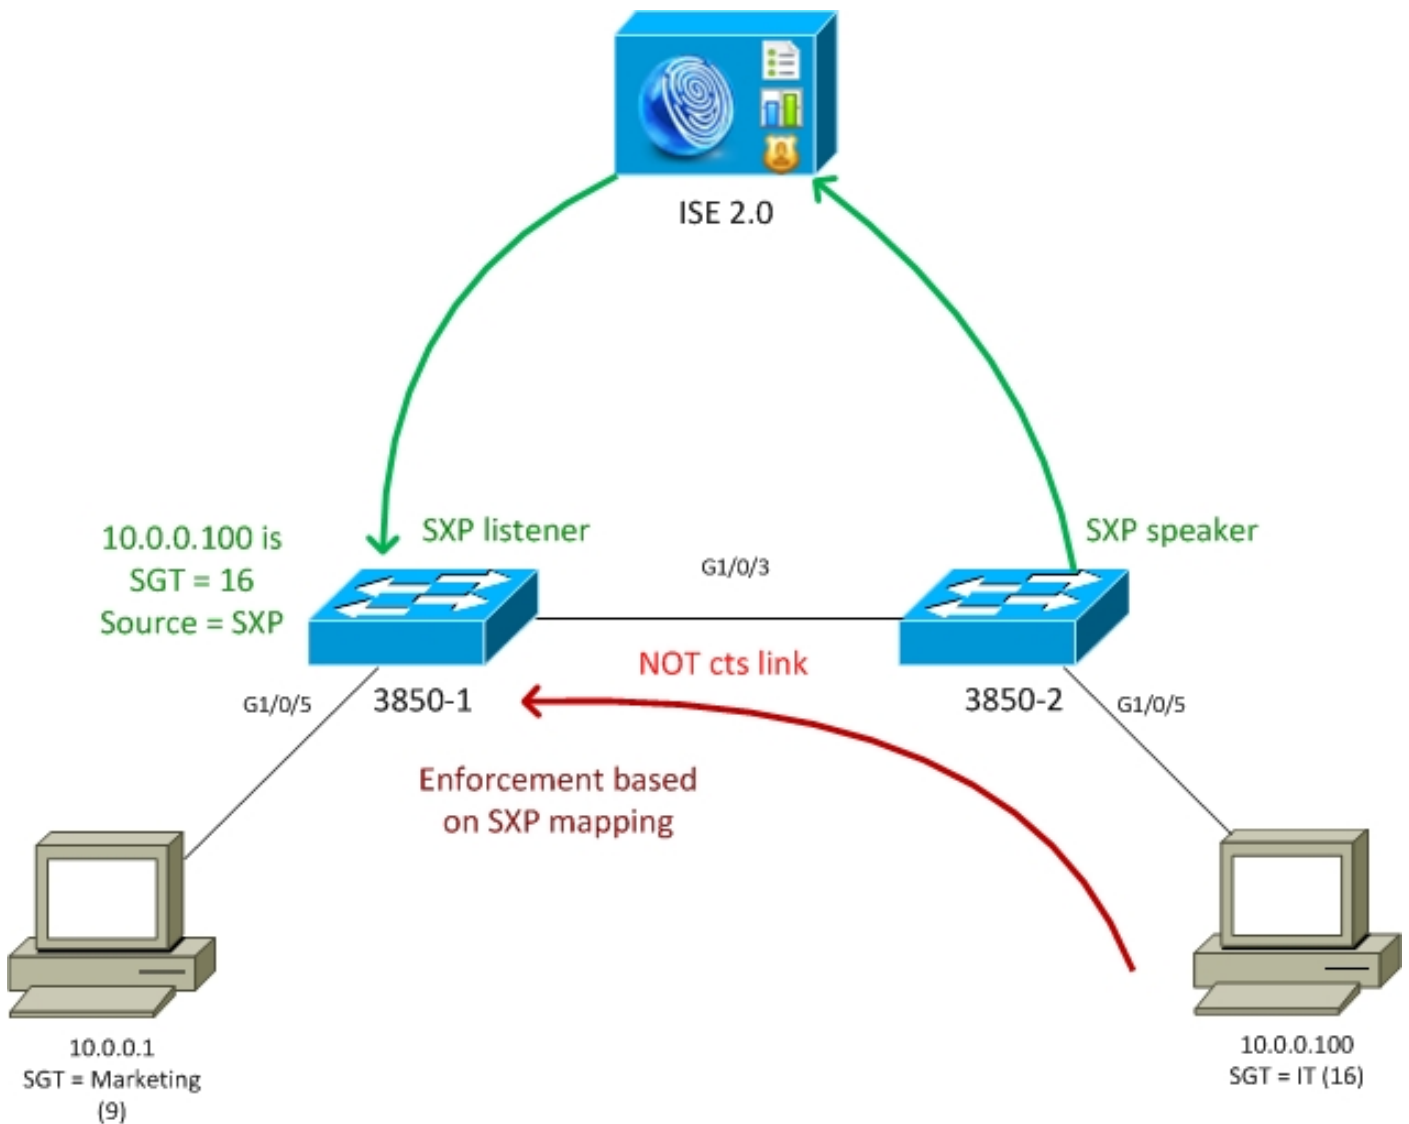 ISE 2.0
10.0.0.100 is
SGT = 16
Source = SXP
SXP listener
G1/0/3
SXP speaker
NOT cts link
G1/0/5
3850-1
3850-2
G1/0/5
Enforcement based
on SXP mapping
10.0.0.1
SGT = Marketing
(9)
10.0.0.100
SGT = IT (16)